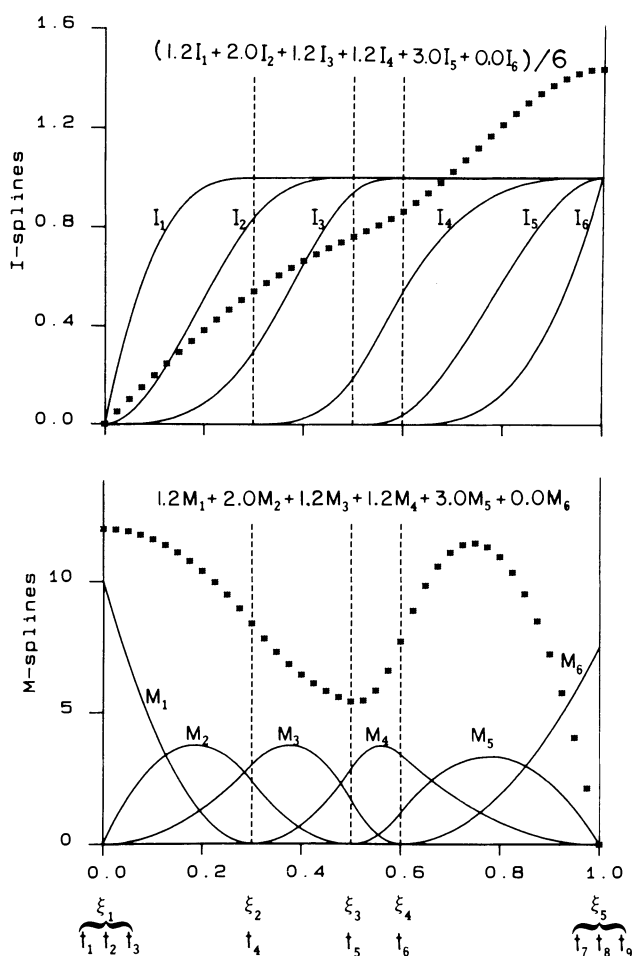 1.6
(1.2I₁+2.0I₂+1.2I₃+1.2I₄+3.0I₅+0.0I₆)/6
1.2
I-splines
I₁ I₂ I₃ I₄ I₅ I₆
0.8
0.4
0.0
1.2M₁+2.0M₂+1.2M₃+1.2M₄+3.0M₅+0.0M₆
10
M-splines
M₆
M₁
5
M₂ M₃ M₄ M₅
0
0.0 0.2 0.4 0.6 0.8 1.0
ξ₁ ξ₂ ξ₃ ξ₄ ξ₅
t₁ t₂ t₃ t₄ t₅ t₆ t₇ t₈ t₉